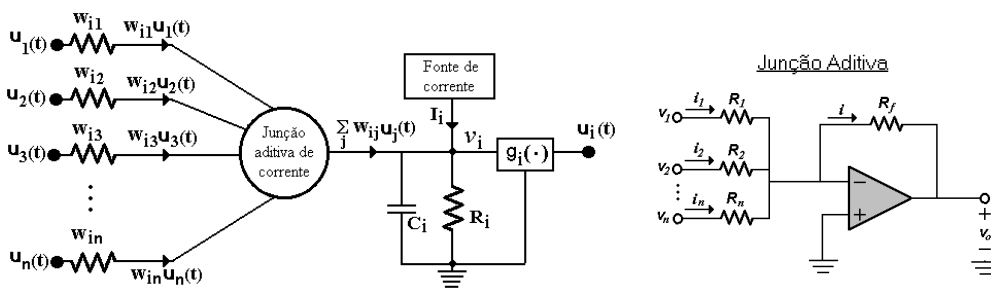 u1(t) wi1 wi1u1(t)
u2(t) wi2 wi2u2(t)
u3(t) wi3 wi3u3(t)
un(t) win winun(t)
Junção
aditiva de
corrente
∑j wijuj(t)
Fonte de
corrente
Ii
vi
gi(·)
ui(t)
Ci
Ri
Junção Aditiva
v1 i1 R1
v2 i2 R2
vn in Rn
i Rf
−
+
+
vo
−